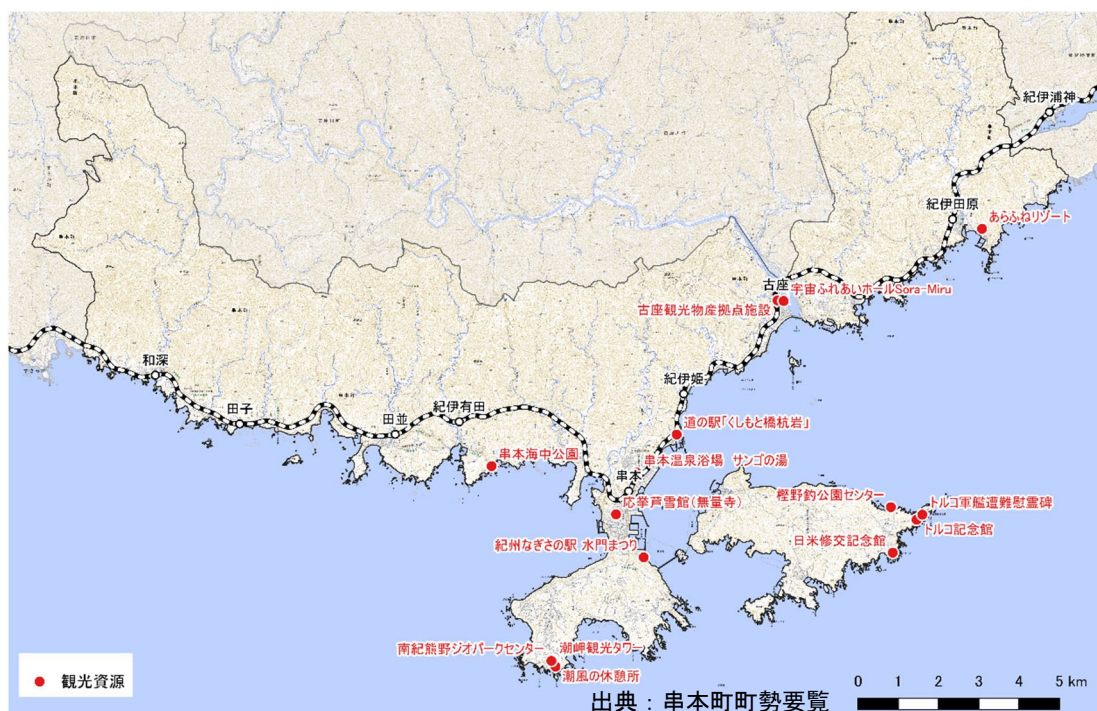 紀伊浦神
紀伊田原
あらふねリゾート
古座
宇宙ふれあいホールSora-Miru
古座観光物産拠点施設
和深
紀伊姫
田子
田並
紀伊有田
道の駅「くしもと橋杭岩」
串本海中公園
串本温泉浴場 サンゴの湯
串本
応挙芦雪館(無量寺)
樫野釣公園センター
トルコ軍艦遭難慰霊碑
トルコ記念館
紀州なぎさの駅 水門まつり
日米修交記念館
南紀熊野ジオパークセンター
潮岬観光タワー
潮風の休憩所
観光資源
出典：串本町町勢要覧
0 1 2 3 4 5 km